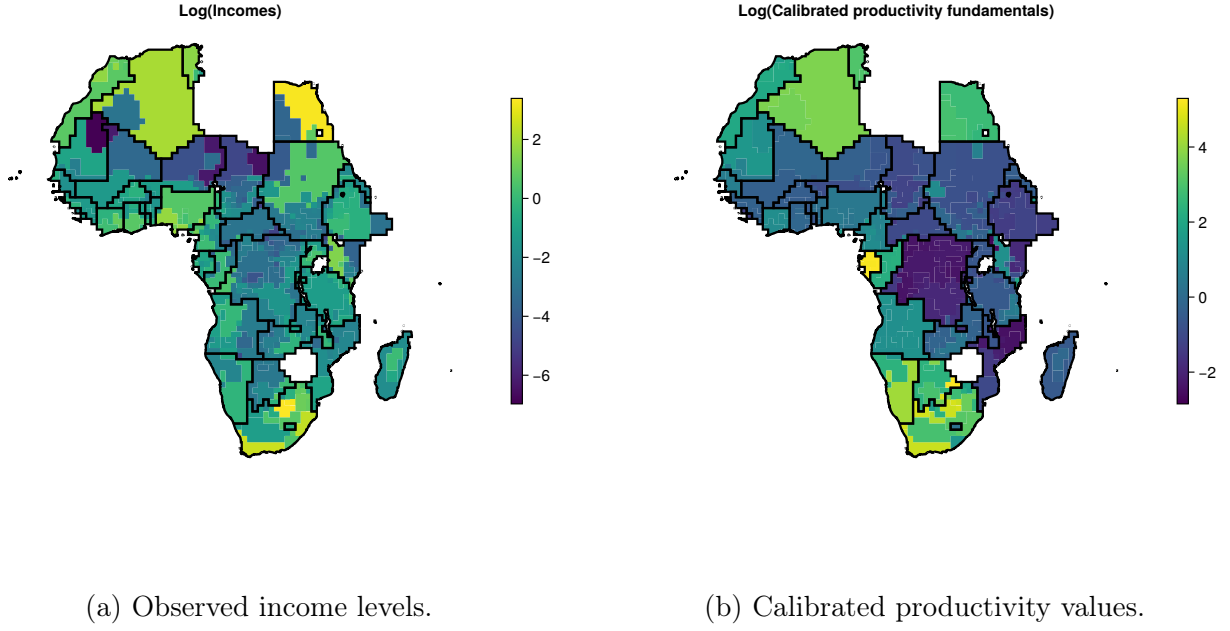 Log(Incomes)
Log(Calibrated productivity fundamentals)
2
0
−2
−4
−6
4
2
0
−2
(a) Observed income levels.
(b) Calibrated productivity values.